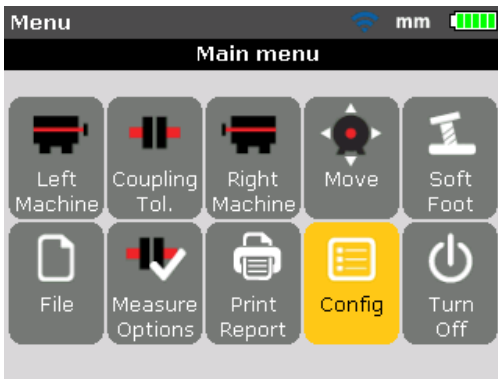 Menu mm
Main menu
Left Machine
Coupling Tol.
Right Machine
Move
Soft Foot
File
Measure Options
Print Report
Config
Turn Off